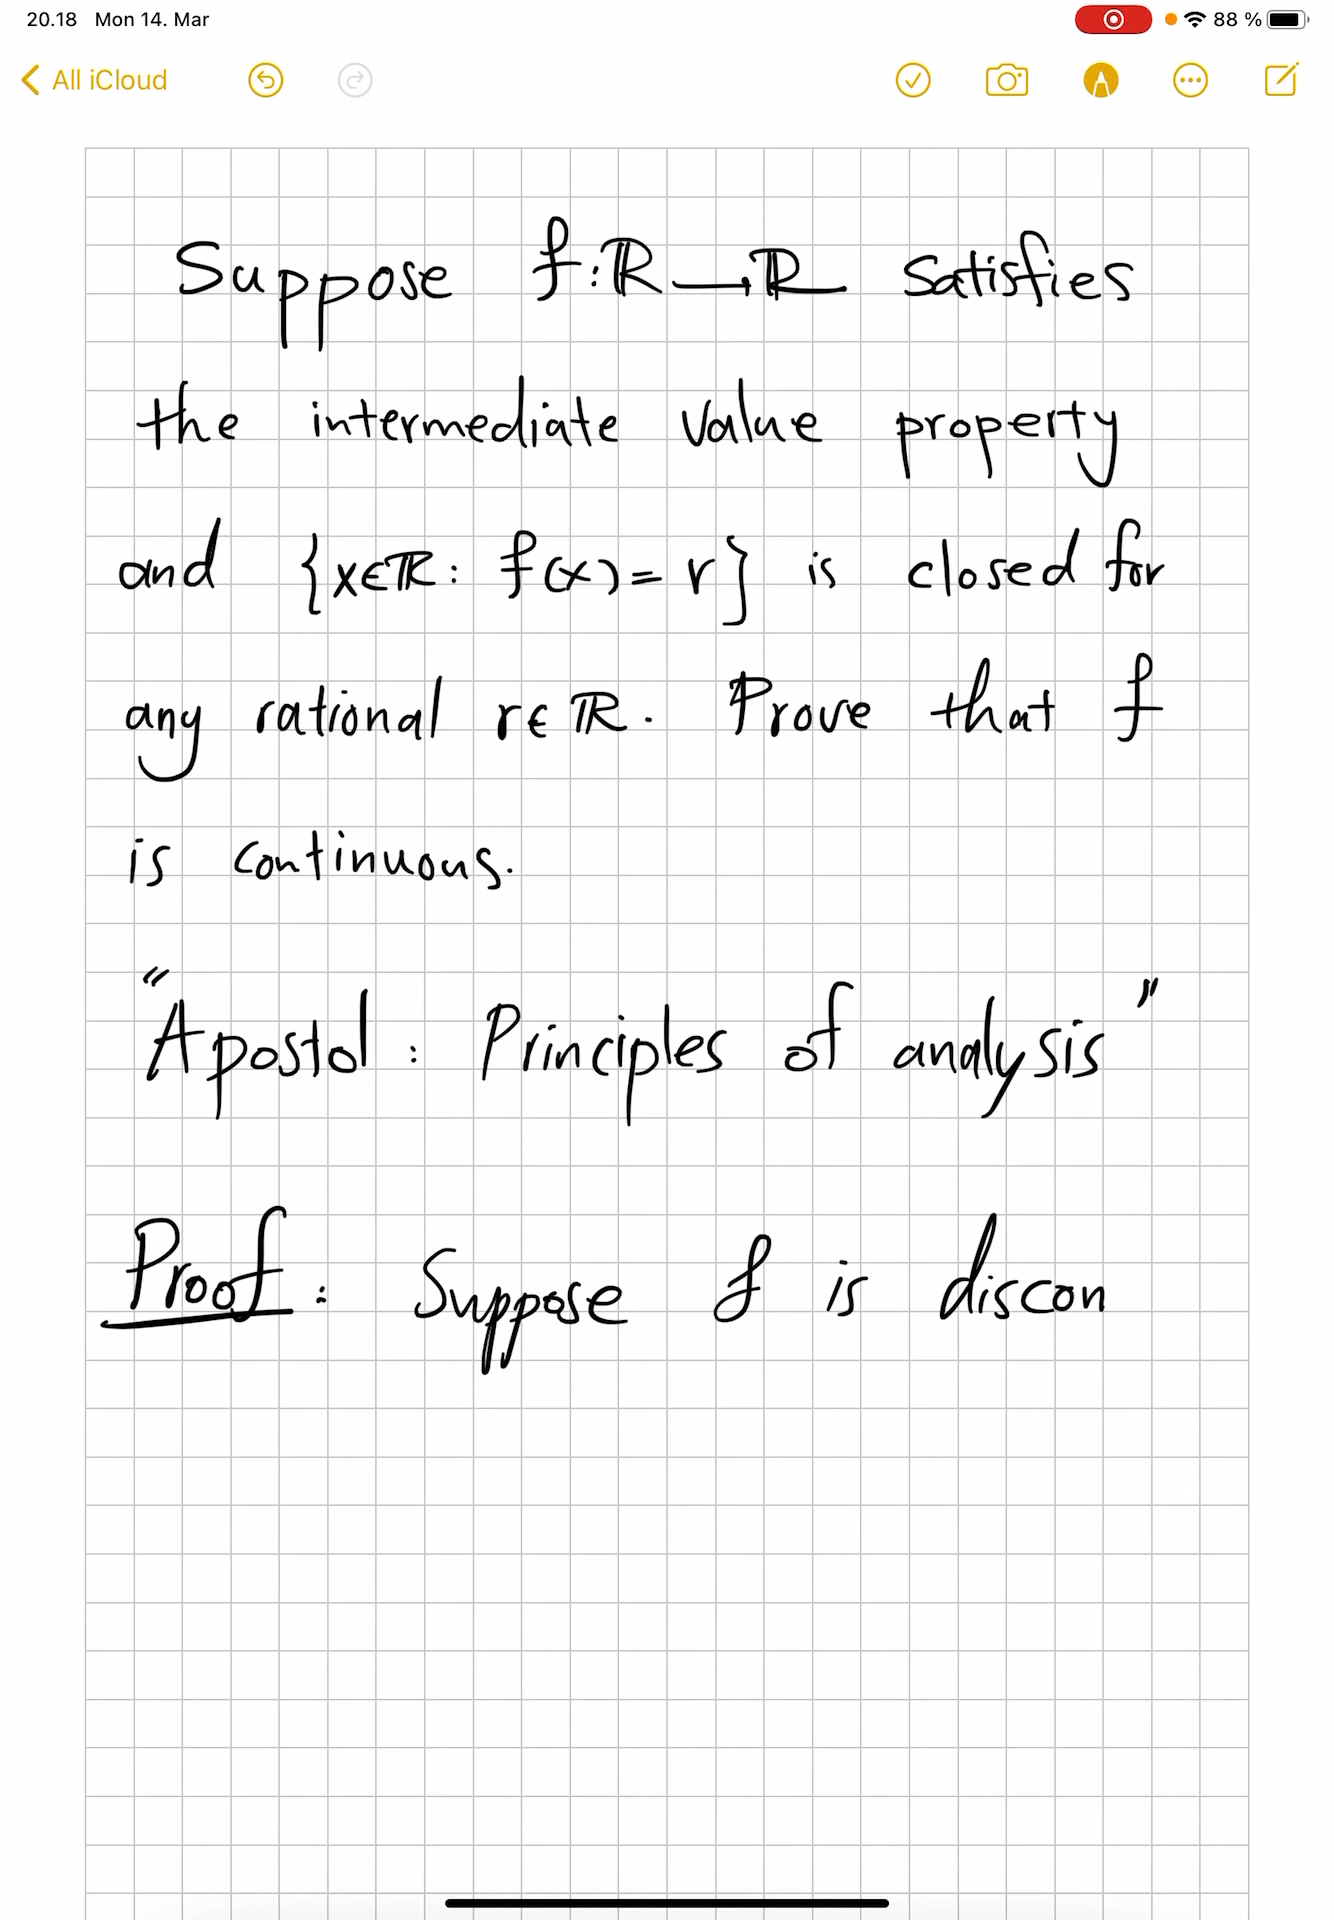 20.18 Mon 14. Mar 88 %
All iCloud
Suppose f:ℝ→ℝ satisfies
the intermediate value property
and {x∈ℝ: f(x)=r} is closed for
any rational r∈ℝ. Prove that f
is continuous.
"Apostol: Principles of analysis"
Proof: Suppose f is discon